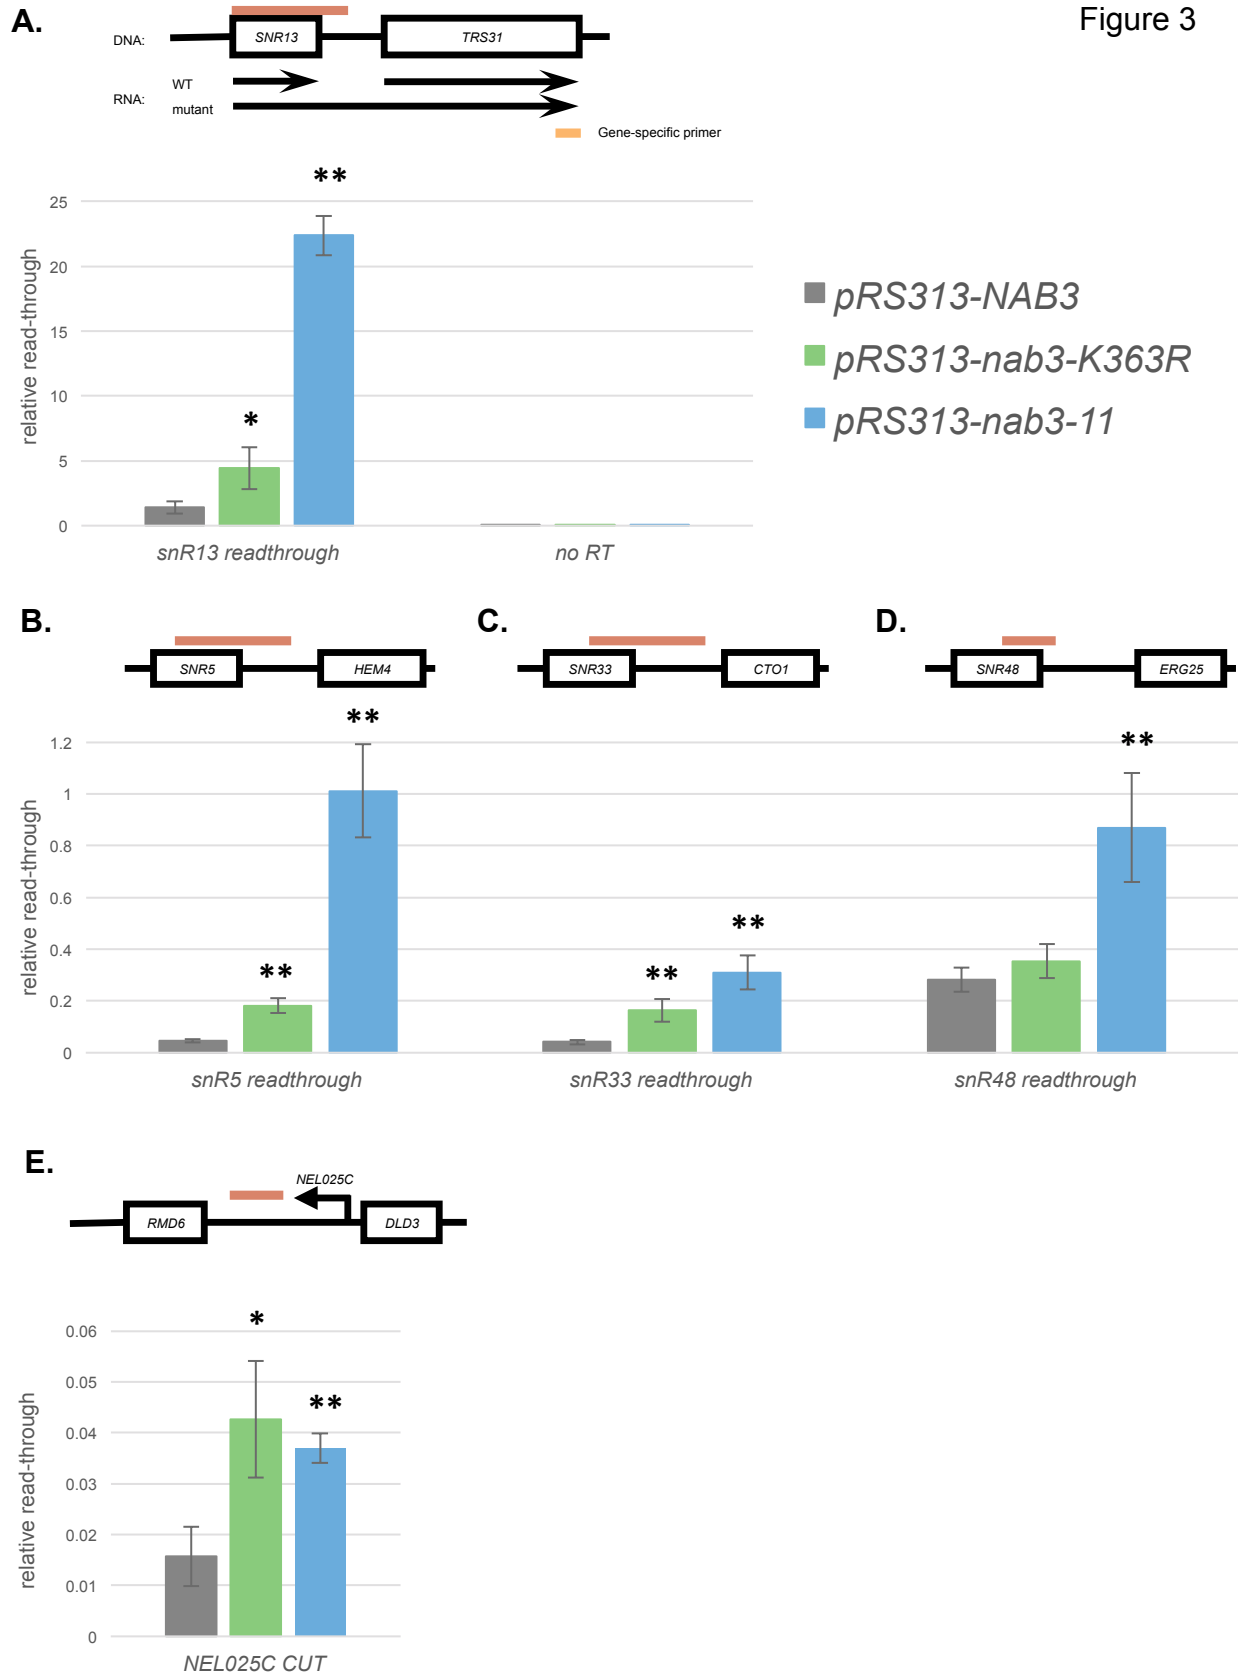 Figure 3
A.
DNA:
SNR13
TRS31
RNA:
WT
mutant
Gene-specific primer
**
*
25
20
15
10
5
0
relative read-through
snR13 readthrough
no RT
pRS313-NAB3
pRS313-nab3-K363R
pRS313-nab3-11
B.
SNR5
HEM4
C.
SNR33
CTO1
D.
SNR48
ERG25
**
**
**
**
**
1.2
1
0.8
0.6
0.4
0.2
0
relative read-through
snR5 readthrough
snR33 readthrough
snR48 readthrough
E.
NEL025C
RMD6
DLD3
*
**
0.06
0.05
0.04
0.03
0.02
0.01
0
relative read-through
NEL025C CUT